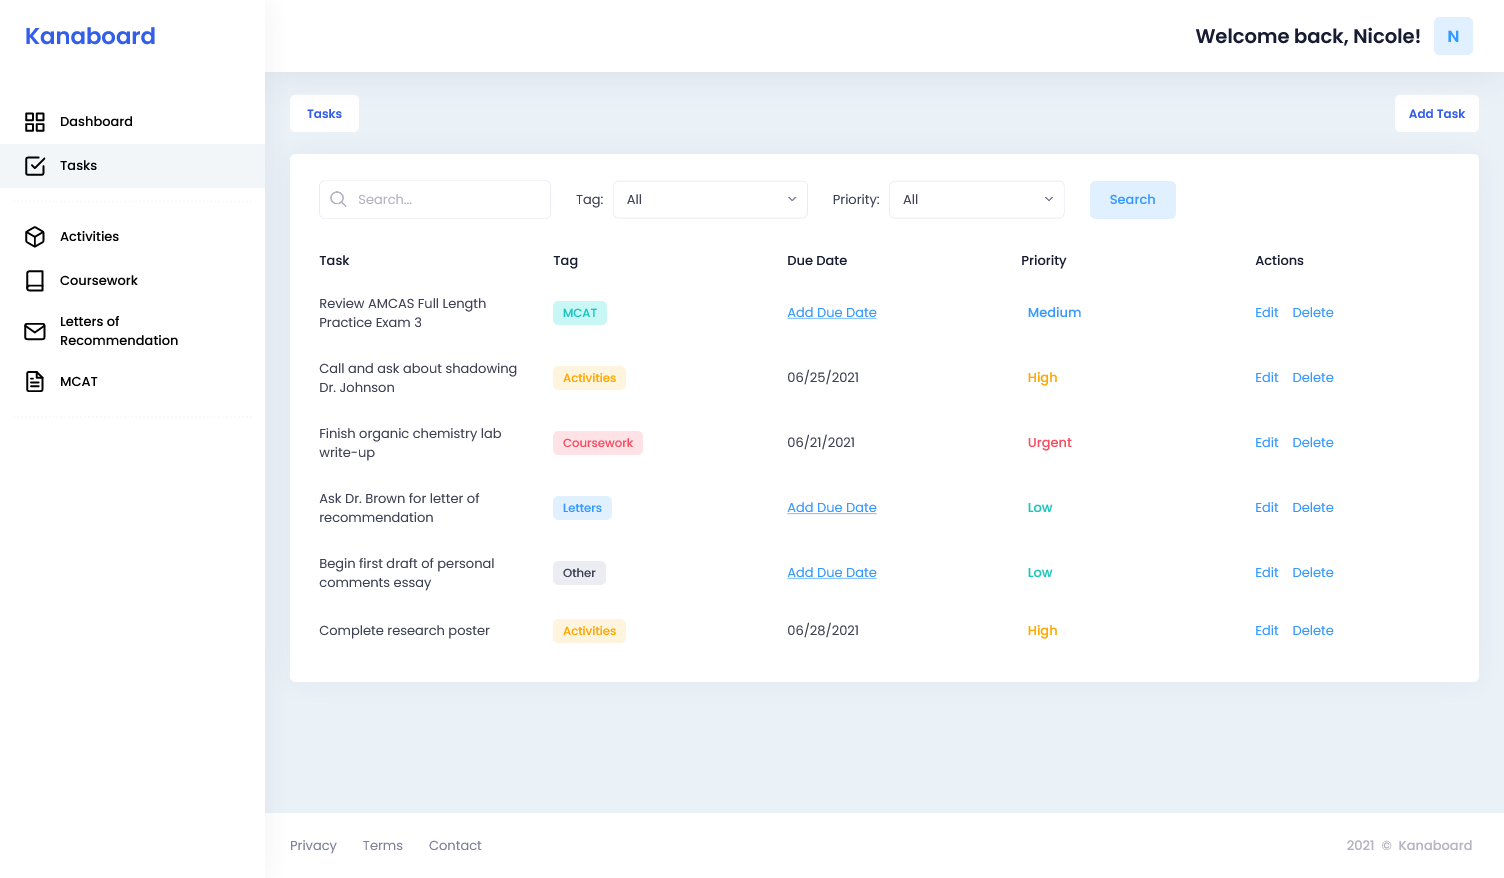 Kanaboard
Welcome back, Nicole!
N
Dashboard
Tasks
Activities
Coursework
Letters of
Recommendation
MCAT
Tasks
Add Task
Search...
Tag:
All
Priority:
All
Search
Task Tag Due Date Priority Actions
Review AMCAS Full Length
Practice Exam 3
MCAT
Add Due Date
Medium
Edit Delete
Call and ask about shadowing
Dr. Johnson
Activities
06/25/2021
High
Edit Delete
Finish organic chemistry lab
write-up
Coursework
06/21/2021
Urgent
Edit Delete
Ask Dr. Brown for letter of
recommendation
Letters
Add Due Date
Low
Edit Delete
Begin first draft of personal
comments essay
Other
Add Due Date
Low
Edit Delete
Complete research poster
Activities
06/28/2021
High
Edit Delete
Privacy Terms Contact
2021 © Kanaboard